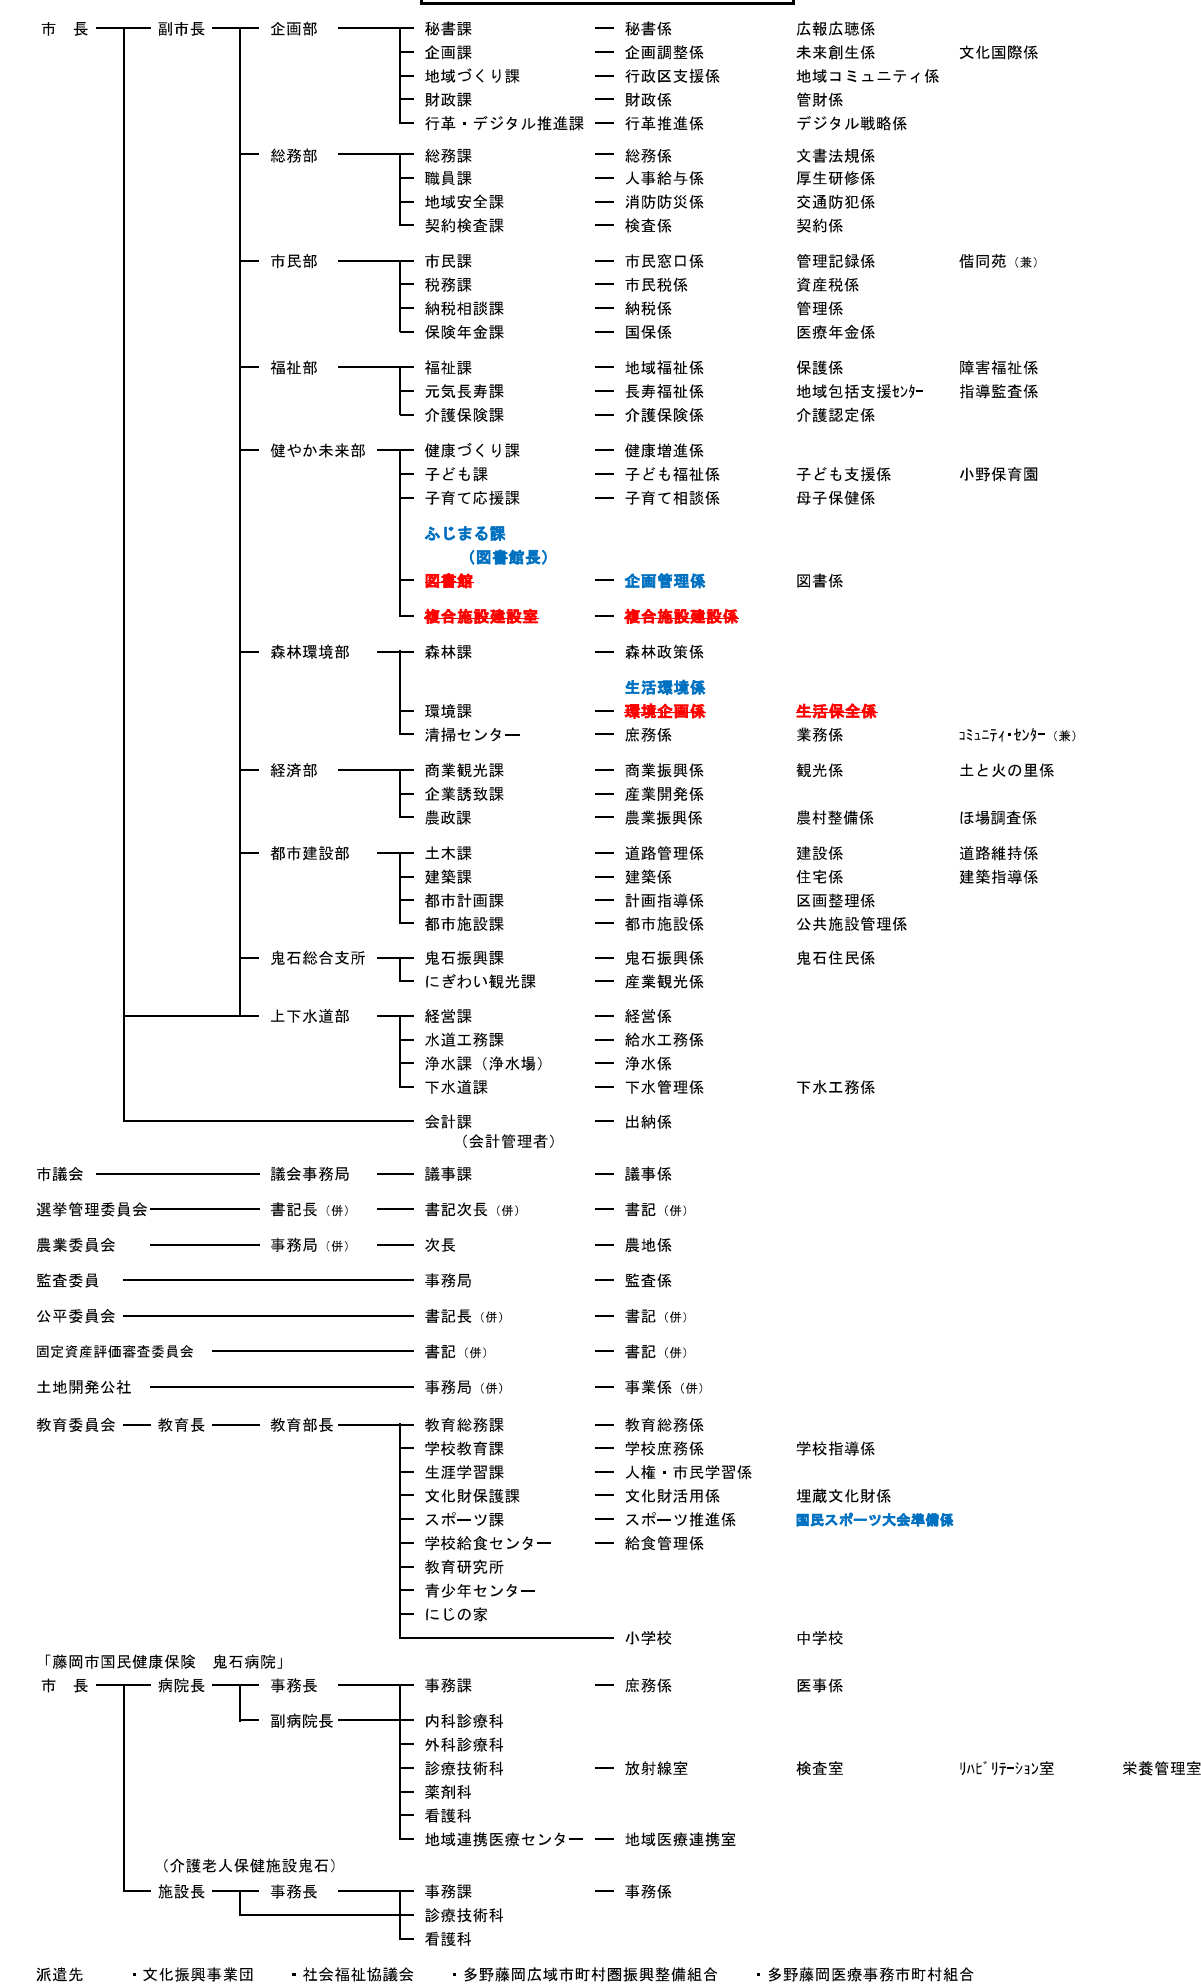 市　長 副市長 企画部 秘書課 秘書係 広報広聴係
企画課 企画調整係 未来創生係 文化国際係
地域づくり課 行政区支援係 地域コミュニティ係
財政課 財政係 管財係
行革・デジタル推進課 行革推進係 デジタル戦略係
総務部 総務課 総務係 文書法規係
職員課 人事給与係 厚生研修係
地域安全課 消防防災係 交通防犯係
契約検査課 検査係 契約係
市民部 市民課 市民窓口係 管理記録係 偕同苑（兼）
税務課 市民税係 資産税係
納税相談課 納税係 管理係
保険年金課 国保係 医療年金係
福祉部 福祉課 地域福祉係 保護係 障害福祉係
元気長寿課 長寿福祉係 地域包括支援ｾﾝﾀｰ 指導監査係
介護保険課 介護保険係 介護認定係
健やか未来部 健康づくり課 健康増進係
子ども課 子ども福祉係 子ども支援係 小野保育園
子育て応援課 子育て相談係 母子保健係
ふじまる課
（図書館長）
図書館 企画管理係 図書係
複合施設建設室 複合施設建設係
森林環境部 森林課 森林政策係
生活環境係
環境課 環境企画係 生活保全係
清掃センター 庶務係 業務係 ｺﾐｭﾆﾃｨ･ｾﾝﾀｰ（兼）
経済部 商業観光課 商業振興係 観光係 土と火の里係
企業誘致課 産業開発係
農政課 農業振興係 農村整備係 ほ場調査係
都市建設部 土木課 道路管理係 建設係 道路維持係
建築課 建築係 住宅係 建築指導係
都市計画課 計画指導係 区画整理係
都市施設課 都市施設係 公共施設管理係
鬼石総合支所 鬼石振興課 鬼石振興係 鬼石住民係
にぎわい観光課 産業観光係
上下水道部 経営課 経営係
水道工務課 給水工務係
浄水課（浄水場） 浄水係
下水道課 下水管理係 下水工務係
会計課 出納係
（会計管理者）
市議会 議会事務局 議事課 議事係
選挙管理委員会 書記長（併） 書記次長（併） 書記（併）
農業委員会 事務局（併） 次長 農地係
監査委員 事務局 監査係
公平委員会 書記長（併） 書記（併）
固定資産評価審査委員会 書記（併） 書記（併）
土地開発公社 事務局（併） 事業係（併）
教育委員会 教育長 教育部長 教育総務課 教育総務係
学校教育課 学校庶務係 学校指導係
生涯学習課 人権・市民学習係
文化財保護課 文化財活用係 埋蔵文化財係
スポーツ課 スポーツ推進係 国民スポーツ大会準備係
学校給食センター 給食管理係
教育研究所
青少年センター
にじの家
小学校 中学校
「藤岡市国民健康保険　鬼石病院」
市　長 病院長 事務長 事務課 庶務係 医事係
副病院長 内科診療科
外科診療科
診療技術科 放射線室 検査室 ﾘﾊﾋﾞﾘﾃｰｼｮﾝ室 栄養管理室
薬剤科
看護科
地域連携医療センター 地域医療連携室
（介護老人保健施設鬼石）
施設長 事務長 事務課 事務係
診療技術科
看護科
派遣先 ・文化振興事業団 ・社会福祉協議会 ・多野藤岡広域市町村圏振興整備組合 ・多野藤岡医療事務市町村組合